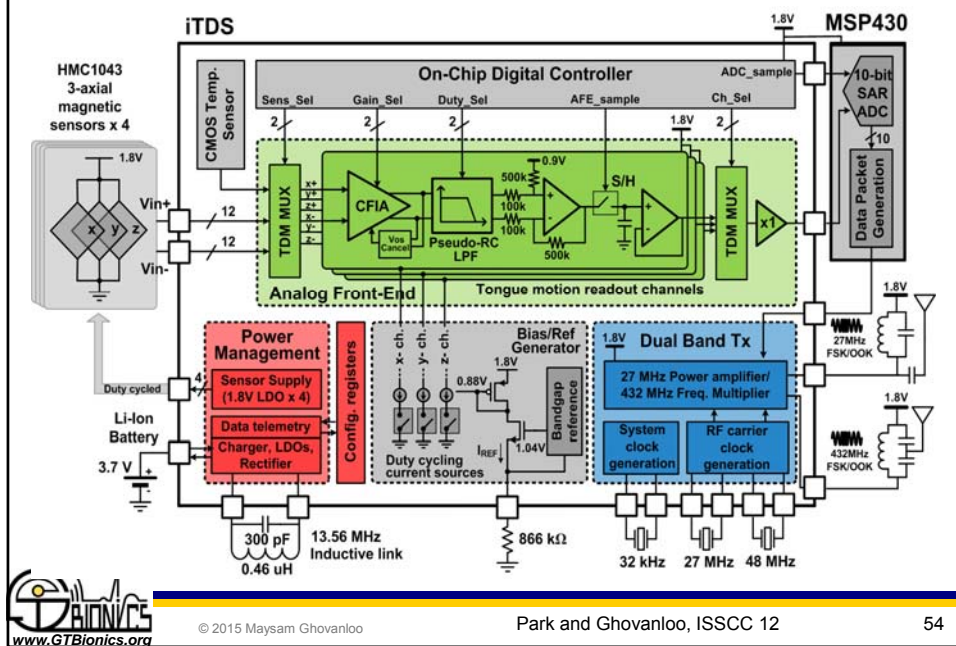 iTDS
MSP430
1.8V
HMC1043
3-axial
magnetic
sensors x 4
1.8V
x y z
Vin+
Vin-
12
12
CMOS Temp.
Sensor
On-Chip Digital Controller
ADC_sample
Sens_Sel
Gain_Sel
Duty_Sel
AFE_sample
Ch_Sel
2
2
2
2
1.8V
10-bit
SAR
ADC
10
Data Packet
Generation
TDM MUX
x+
y+
z+
x-
y-
z-
CFIA
Vos
Cancel
Pseudo-RC
LPF
0.9V
500k
100k
100k
500k
+
-
S/H
+
-
TDM MUX
x1
Analog Front-End
Tongue motion readout channels
Power
Management
Sensor Supply
(1.8V LDO x 4)
Data telemetry
Charger, LDOs,
Rectifier
Config. registers
Duty cycled
4
Li-Ion
Battery
3.7 V
+
-
300 pF
0.46 uH
13.56 MHz
Inductive link
x- ch.
y- ch.
z- ch.
Bias/Ref
Generator
1.8V
0.88V
1.04V
IREF
Bandgap
reference
Duty cycling
current sources
866 kΩ
Dual Band Tx
1.8V
27 MHz Power amplifier/
432 MHz Freq. Multiplier
System
clock
generation
RF carrier
clock
generation
32 kHz
27 MHz
48 MHz
1.8V
27MHz
FSK/OOK
1.8V
432MHz
FSK/OOK
GTBIONICS
www.GTBionics.org
© 2015 Maysam Ghovanloo
Park and Ghovanloo, ISSCC 12
54